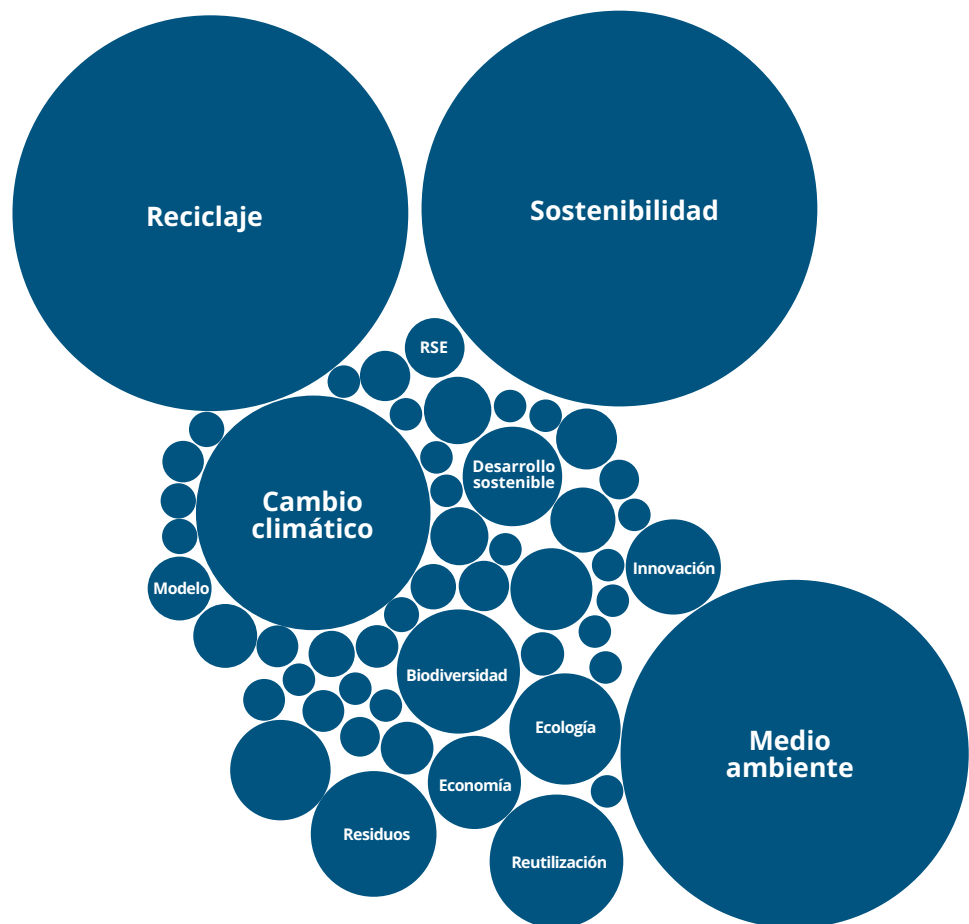 Reciclaje
Sostenibilidad
RSE
Desarrollo
sostenible
Cambio
climático
Innovación
Modelo
Biodiversidad
Ecología
Medio
ambiente
Economía
Residuos
Reutilización